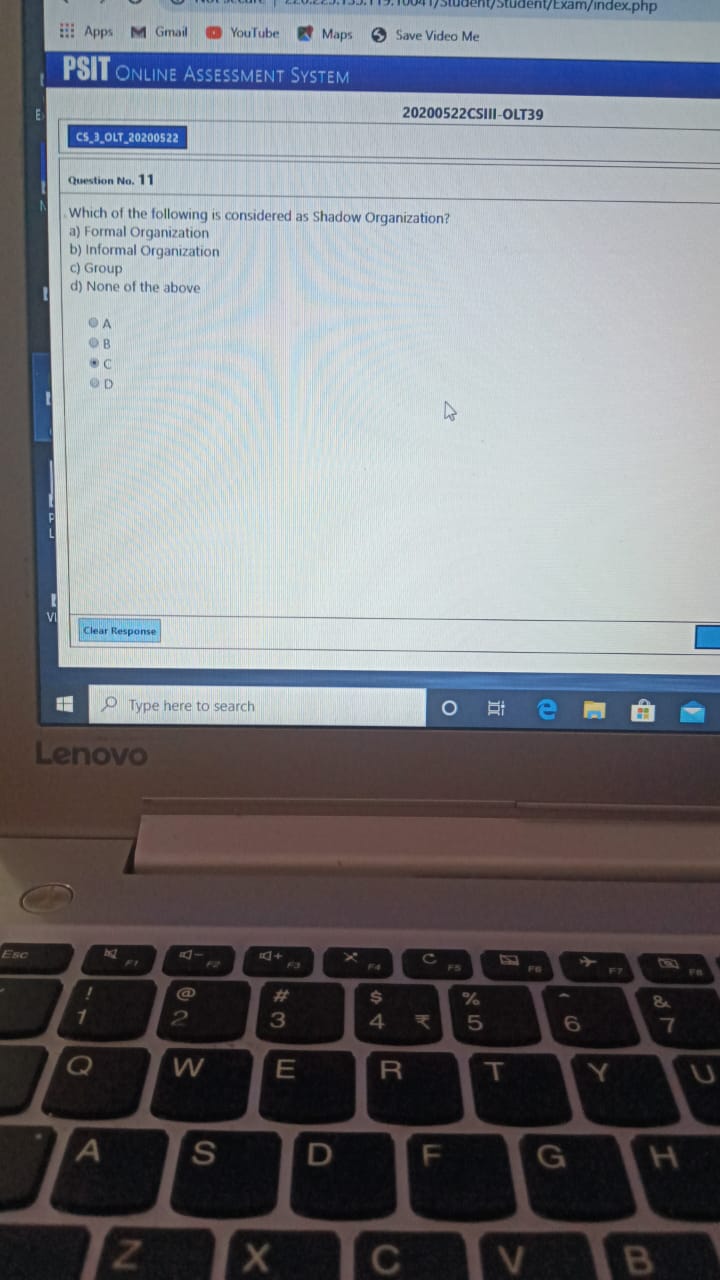 Student/Student/Exam/index.php
Apps Gmail YouTube Maps Save Video Me
PSIT ONLINE ASSESSMENT SYSTEM
20200522CSIII-OLT39
CS_3_OLT_20200522
Question No. 11
Which of the following is considered as Shadow Organization?
a) Formal Organization
b) Informal Organization
c) Group
d) None of the above
A
B
C
D
Clear Response
Type here to search
Lenovo
Esc F1 F2 F3 F4 F5 F6 F7 F8
! @ # $ % ^ &
1 2 3 4 ₹ 5 6 7
Q W E R T Y U
A S D F G H
Z X C V B